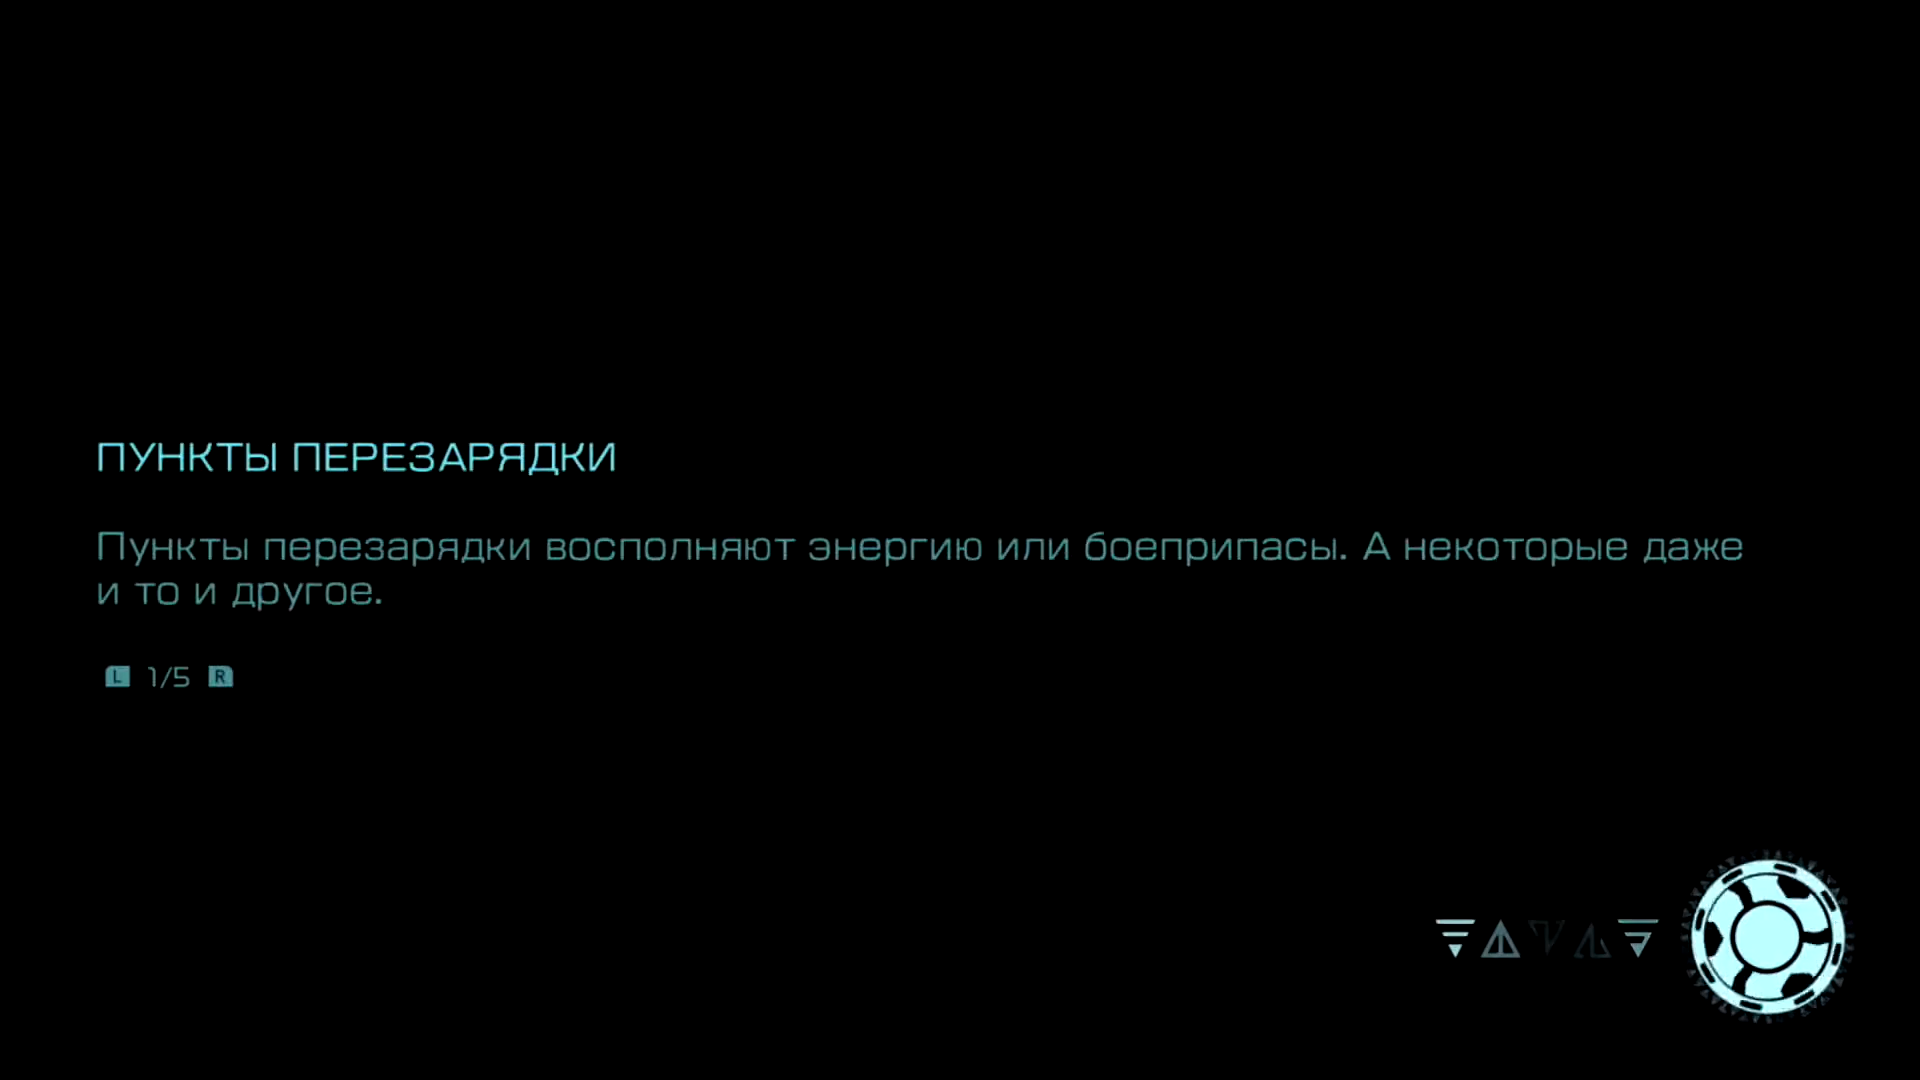 ПУНКТЫ ПЕРЕЗАРЯДКИ
Пункты перезарядки восполняют энергию или боеприпасы. А некоторые даже
и то и другое.
L 1/5 R